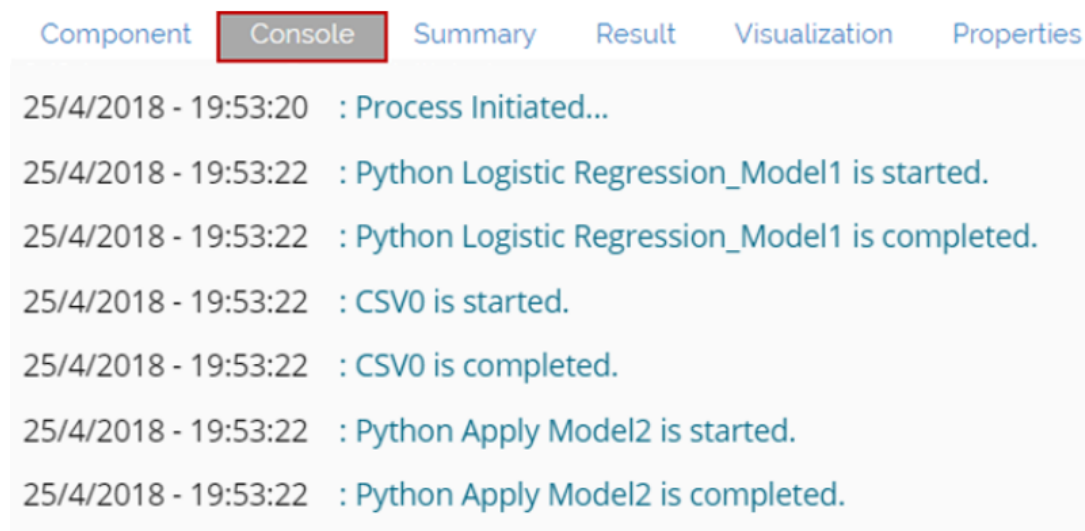 Component Console Summary Result Visualization Properties
25/4/2018 - 19:53:20 : Process Initiated...
25/4/2018 - 19:53:22 : Python Logistic Regression_Model1 is started.
25/4/2018 - 19:53:22 : Python Logistic Regression_Model1 is completed.
25/4/2018 - 19:53:22 : CSV0 is started.
25/4/2018 - 19:53:22 : CSV0 is completed.
25/4/2018 - 19:53:22 : Python Apply Model2 is started.
25/4/2018 - 19:53:22 : Python Apply Model2 is completed.